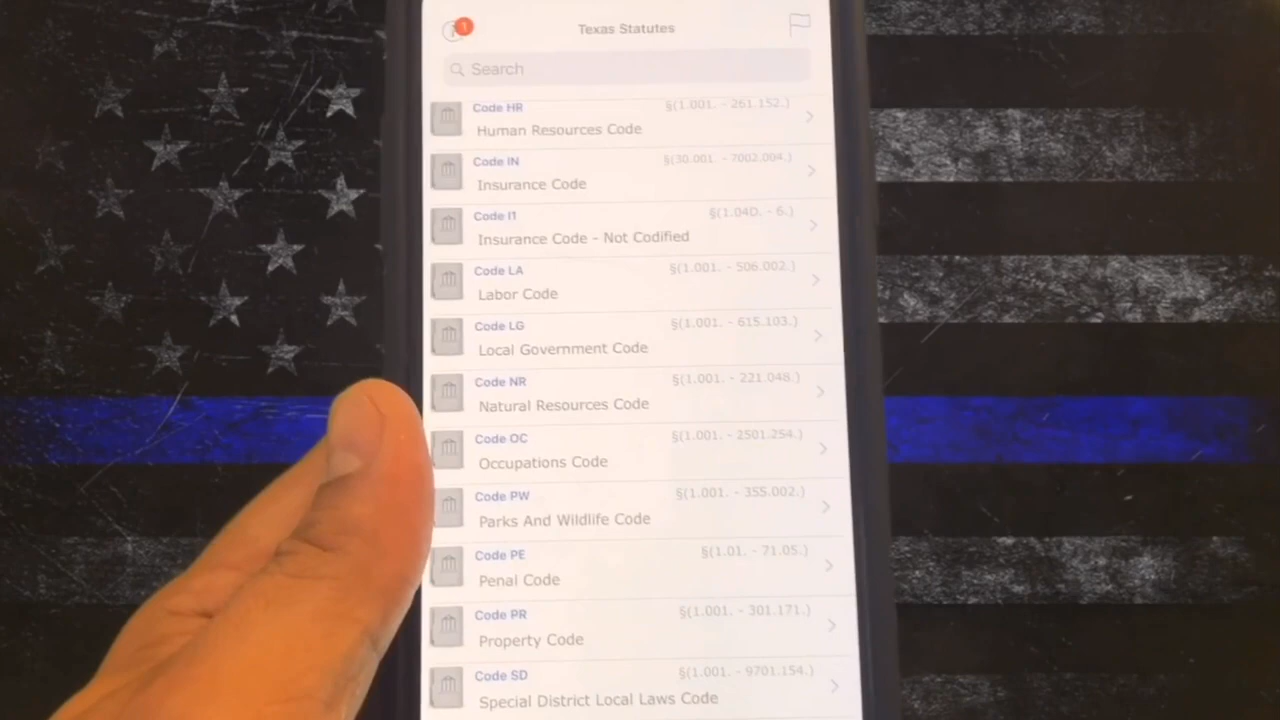 1
Texas Statutes
Search
Code HR §(1.001. - 261.152.)
Human Resources Code
Code IN §(30.001. - 7002.004.)
Insurance Code
Code I1 §(1.04D. - 6.)
Insurance Code - Not Codified
Code LA §(1.001. - 506.002.)
Labor Code
Code LG §(1.001. - 615.103.)
Local Government Code
Code NR §(1.001. - 221.048.)
Natural Resources Code
Code OC §(1.001. - 2501.254.)
Occupations Code
Code PW §(1.001. - 355.002.)
Parks And Wildlife Code
Code PE §(1.01. - 71.05.)
Penal Code
Code PR §(1.001. - 301.171.)
Property Code
Code SD §(1.001. - 9701.154.)
Special District Local Laws Code